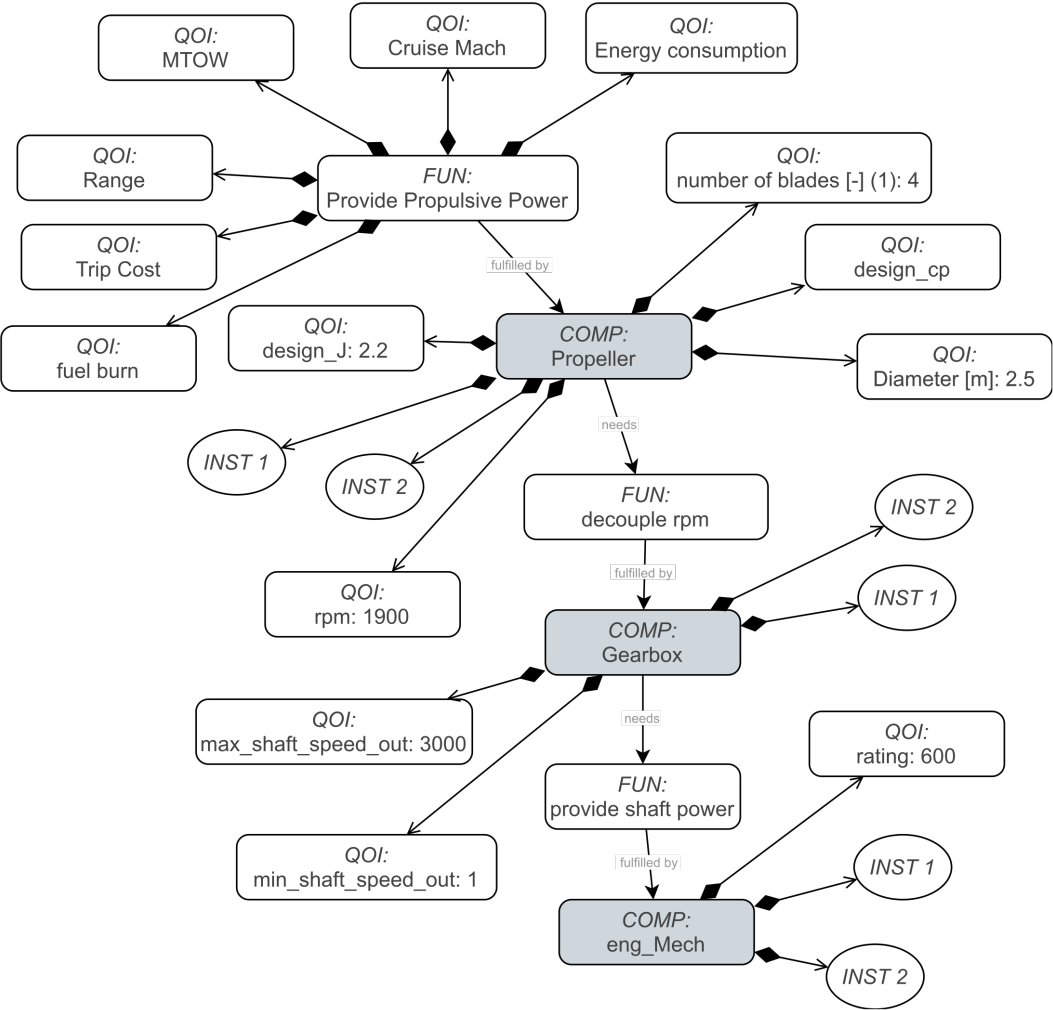 QOI:
MTOW
QOI:
Cruise Mach
QOI:
Energy consumption
QOI:
Range
FUN:
Provide Propulsive Power
QOI:
number of blades [-] (1): 4
QOI:
Trip Cost
fulfilled by
QOI:
design_cp
QOI:
fuel burn
QOI:
design_J: 2.2
COMP:
Propeller
QOI:
Diameter [m]: 2.5
needs
INST 1
INST 2
FUN:
decouple rpm
INST 2
fulfilled by
INST 1
QOI:
rpm: 1900
COMP:
Gearbox
QOI:
max_shaft_speed_out: 3000
needs
QOI:
rating: 600
FUN:
provide shaft power
QOI:
min_shaft_speed_out: 1
fulfilled by
INST 1
COMP:
eng_Mech
INST 2